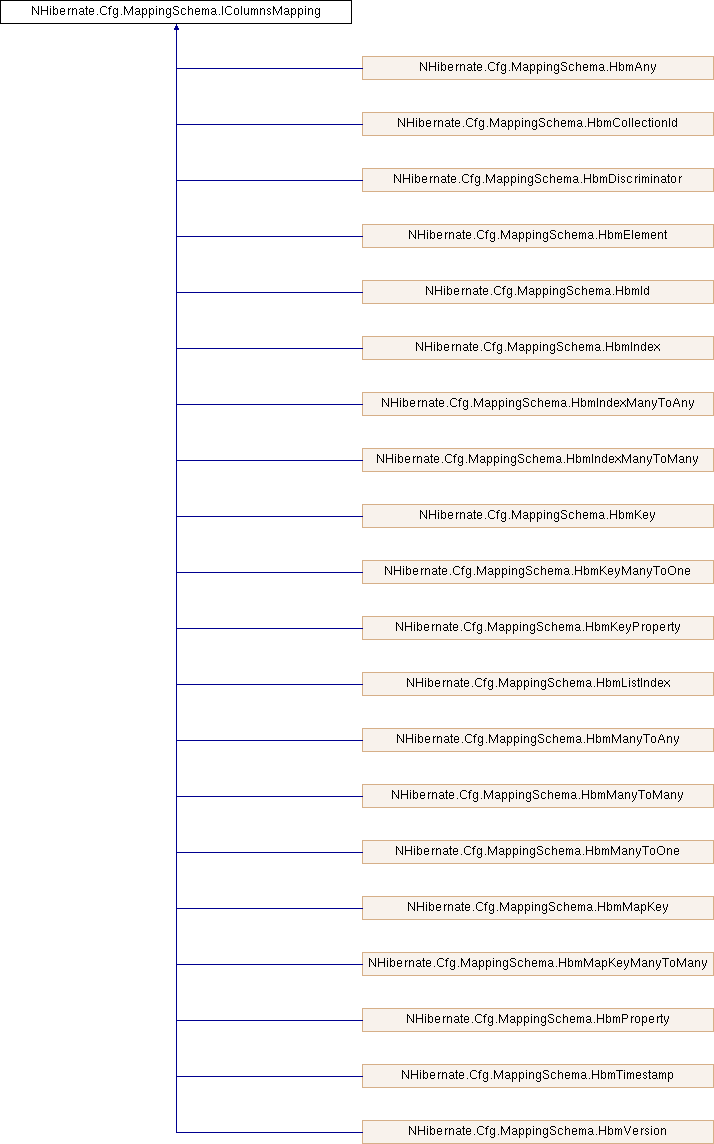 NHibernate.Cfg.MappingSchema.IColumnsMapping
NHibernate.Cfg.MappingSchema.HbmAny
NHibernate.Cfg.MappingSchema.HbmCollectionId
NHibernate.Cfg.MappingSchema.HbmDiscriminator
NHibernate.Cfg.MappingSchema.HbmElement
NHibernate.Cfg.MappingSchema.HbmId
NHibernate.Cfg.MappingSchema.HbmIndex
NHibernate.Cfg.MappingSchema.HbmIndexManyToAny
NHibernate.Cfg.MappingSchema.HbmIndexManyToMany
NHibernate.Cfg.MappingSchema.HbmKey
NHibernate.Cfg.MappingSchema.HbmKeyManyToOne
NHibernate.Cfg.MappingSchema.HbmKeyProperty
NHibernate.Cfg.MappingSchema.HbmListIndex
NHibernate.Cfg.MappingSchema.HbmManyToAny
NHibernate.Cfg.MappingSchema.HbmManyToMany
NHibernate.Cfg.MappingSchema.HbmManyToOne
NHibernate.Cfg.MappingSchema.HbmMapKey
NHibernate.Cfg.MappingSchema.HbmMapKeyManyToMany
NHibernate.Cfg.MappingSchema.HbmProperty
NHibernate.Cfg.MappingSchema.HbmTimestamp
NHibernate.Cfg.MappingSchema.HbmVersion